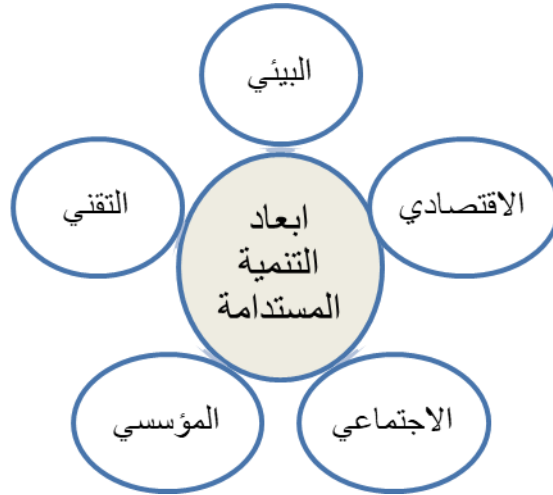 البيئي
الاقتصادي
التقني
ابعاد
التنمية
المستدامة
الاجتماعي
المؤسسي